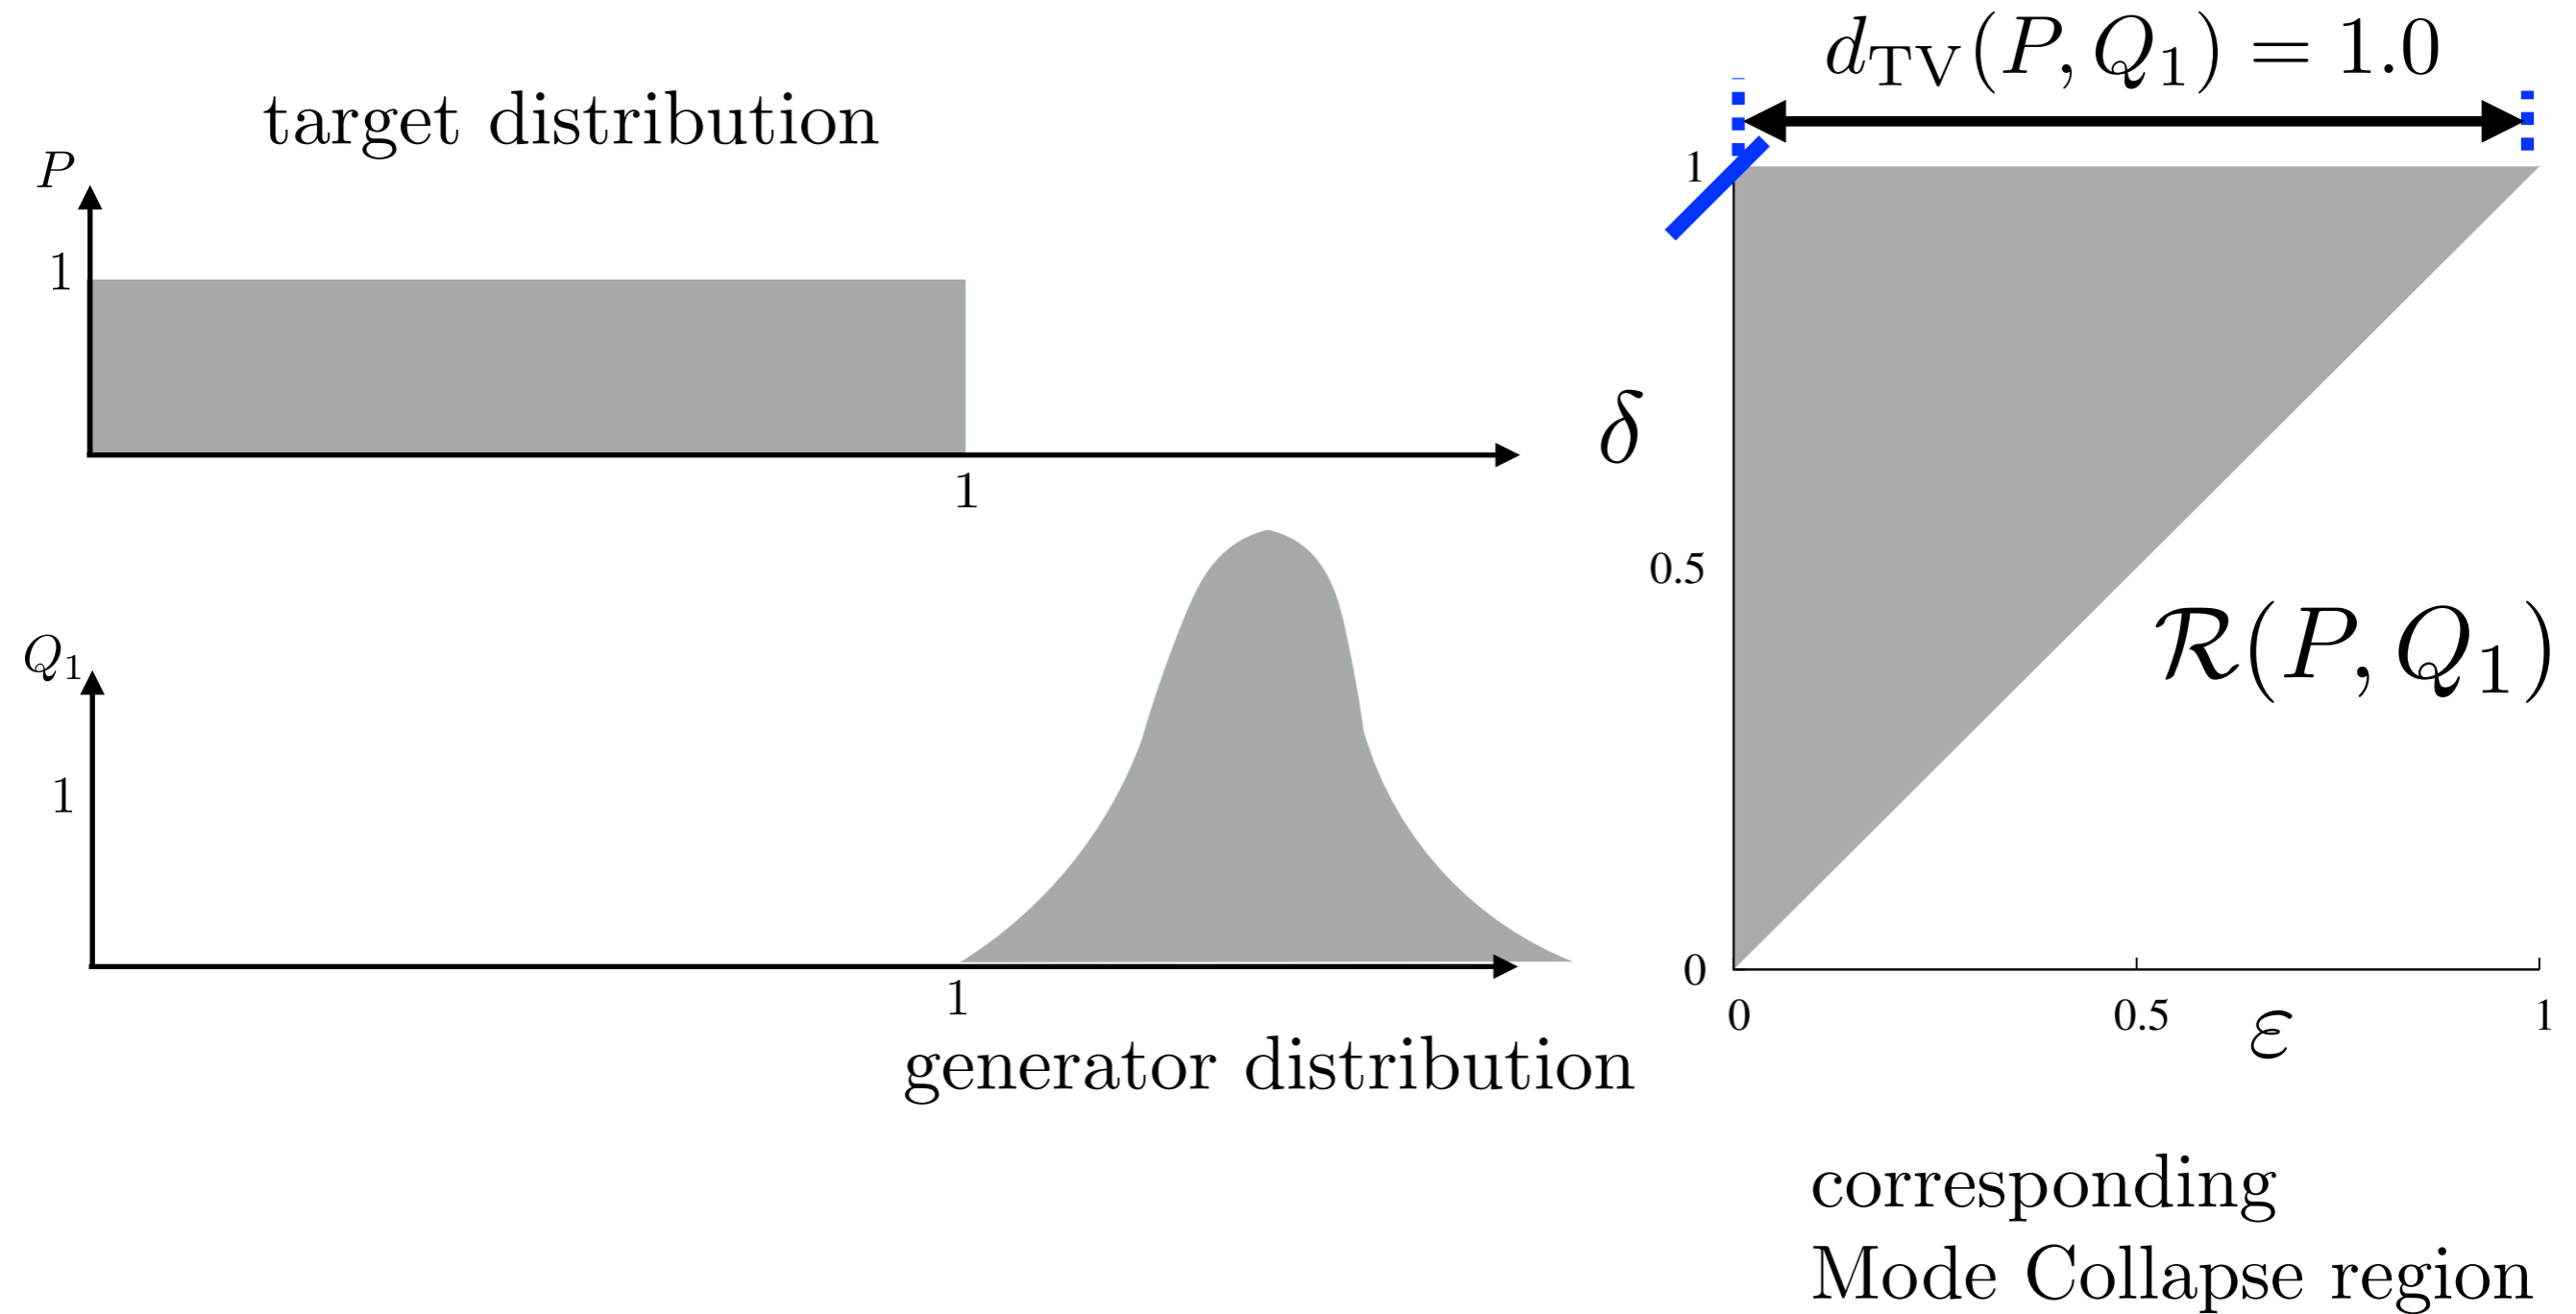 target distribution
P
1
1
Q₁
1
1
generator distribution
d_TV(P, Q₁) = 1.0
1
δ
0.5
R(P, Q₁)
0
0
0.5
ε
1
corresponding
Mode Collapse region